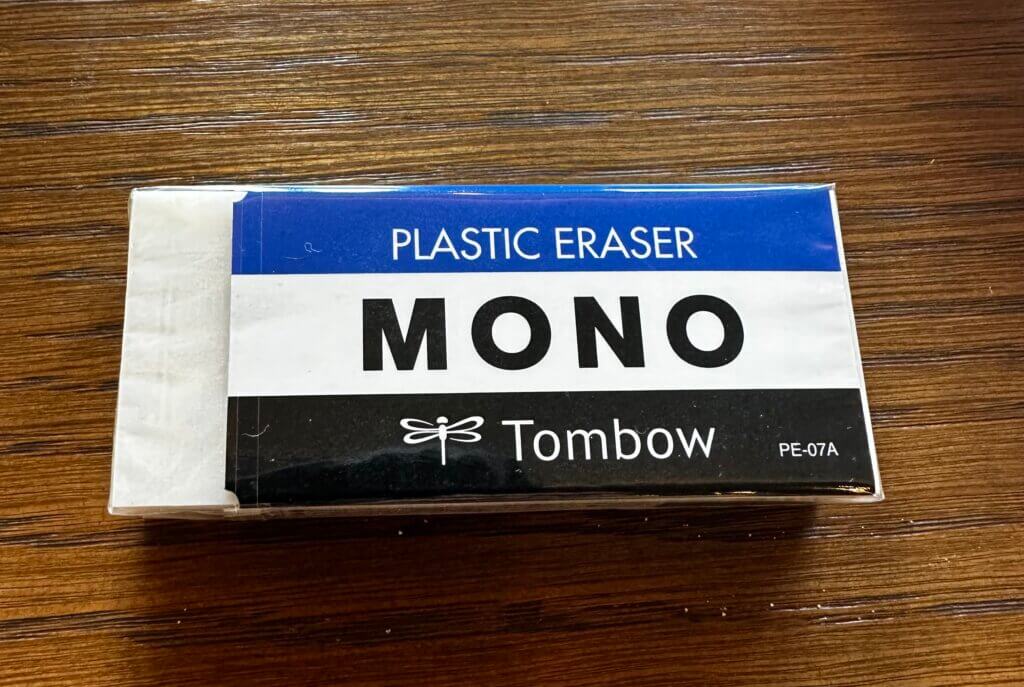 PLASTIC ERASER
MONO
Tombow
PE-07A